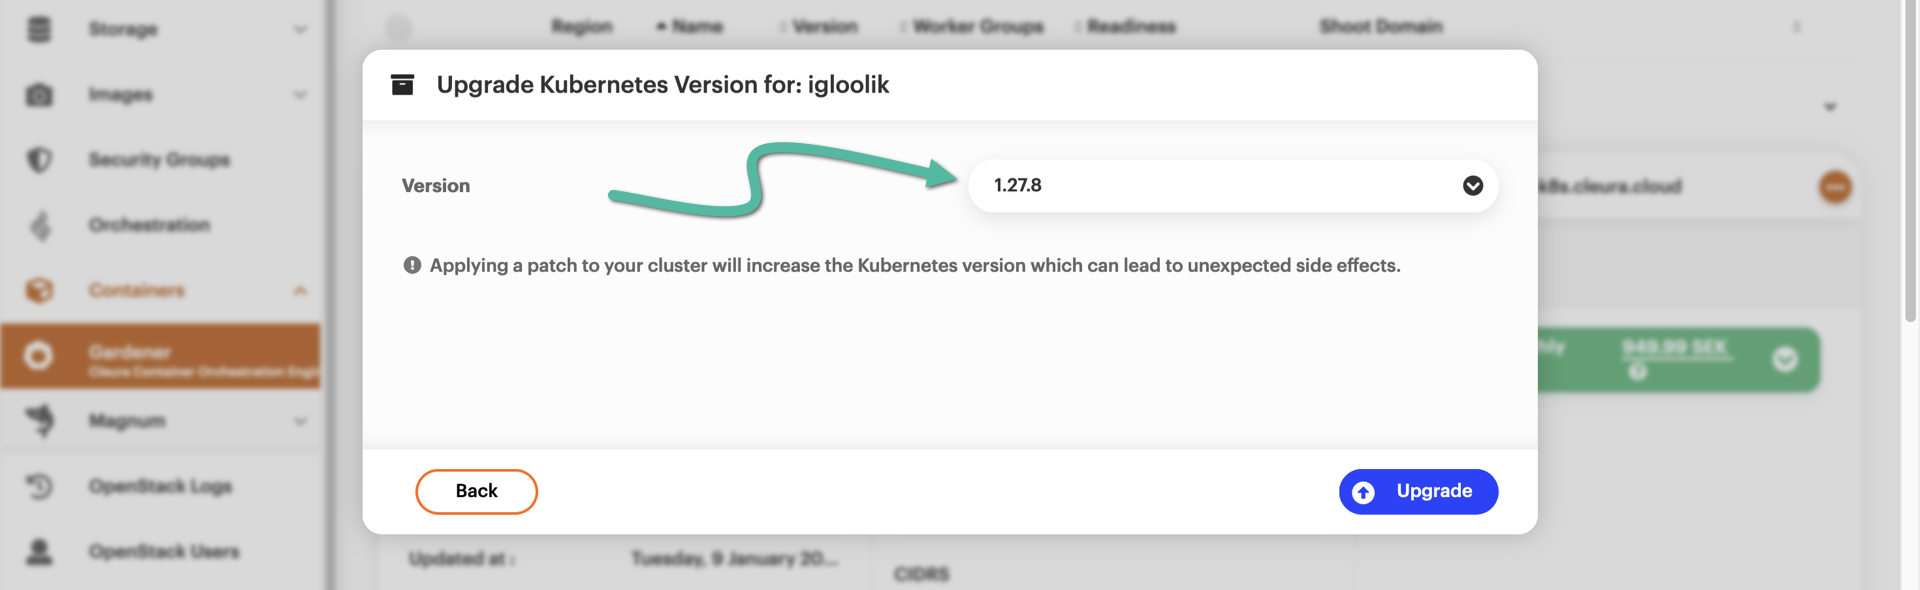 Storage
Images
Security Groups
Orchestration
Containers
Gardener
Cleura Container Orchestration Engi
Magnum
OpenStack Logs
OpenStack Users
Region Name Version Worker Groups Readiness Shoot Domain
Upgrade Kubernetes Version for: igloolik
Version 1.27.8
Applying a patch to your cluster will increase the Kubernetes version which can lead to unexpected side effects.
Back Upgrade
k8s.cleura.cloud
hly 949.99 SEK
Updated at : Tuesday, 9 January 20...
CIDRS